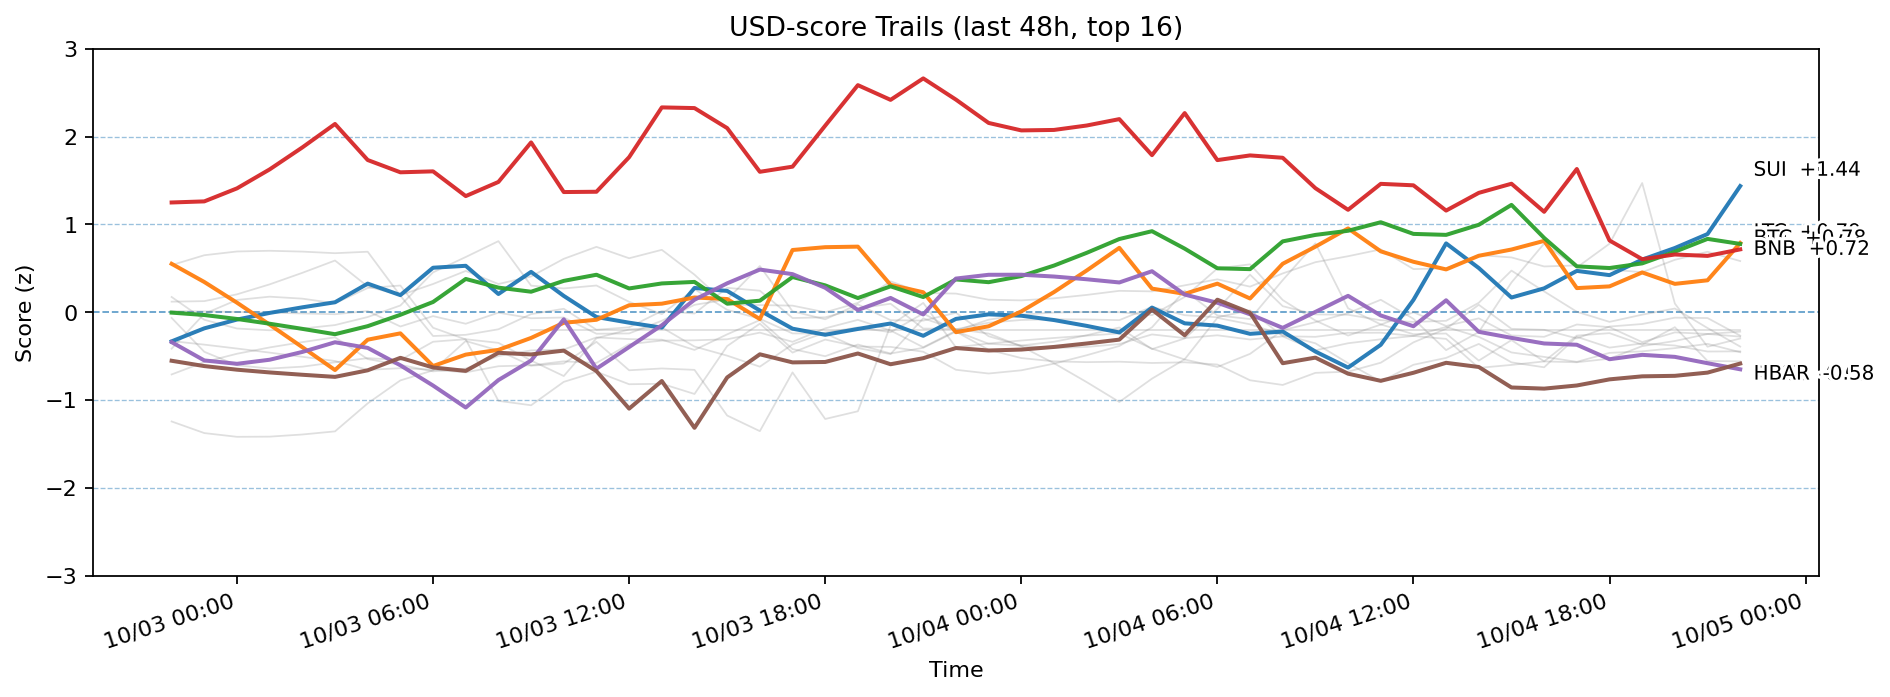 USD-score Trails (last 48h, top 16)
Score (z)
3
2
1
0
−1
−2
−3
SUI +1.44
BNB +0.72
HBAR
10/03 00:00
10/03 06:00
10/03 12:00
10/03 18:00
10/04 00:00
10/04 06:00
10/04 12:00
10/04 18:00
10/05 00:00
Time